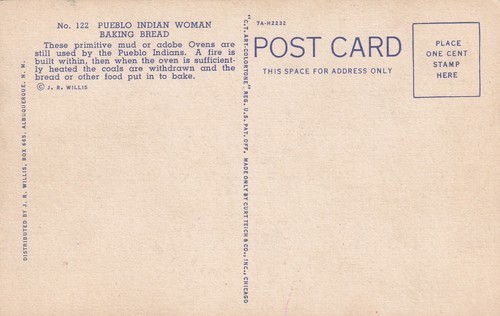 No. 122 PUEBLO INDIAN WOMAN
BAKING BREAD
These primitive mud or adobe Ovens are
still used by the Pueblo Indians. A fire is
built within, then when the oven is sufficient-
ly heated the coals are withdrawn and the
bread or other food put in to bake.
© J. R. WILLIS
DISTRIBUTED BY J. R. WILLIS, BOX 665, ALBUQUERQUE, N. M.
"C. T. ART-COLORTONE" REG. U.S. PAT. OFF. MADE ONLY BY CURT TEICH & CO., INC., CHICAGO
7A-H2232
POST CARD
THIS SPACE FOR ADDRESS ONLY
PLACE
ONE CENT
STAMP
HERE